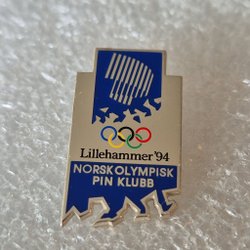 Lillehammer '94
NORSK OLYMPISK
PIN KLUBB